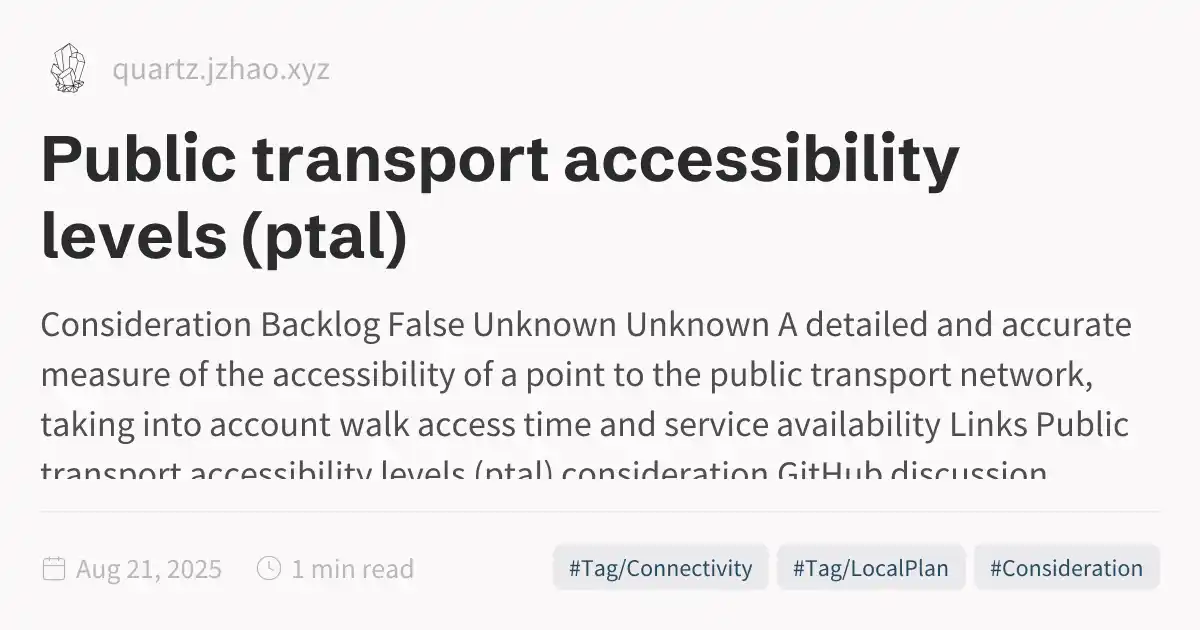 quartz.jzhao.xyz
Public transport accessibility
levels (ptal)
Consideration Backlog False Unknown Unknown A detailed and accurate
measure of the accessibility of a point to the public transport network,
taking into account walk access time and service availability Links Public
transport accessibility levels (ptal) consideration GitHub discussion
Aug 21, 2025
1 min read
#Tag/Connectivity
#Tag/LocalPlan
#Consideration